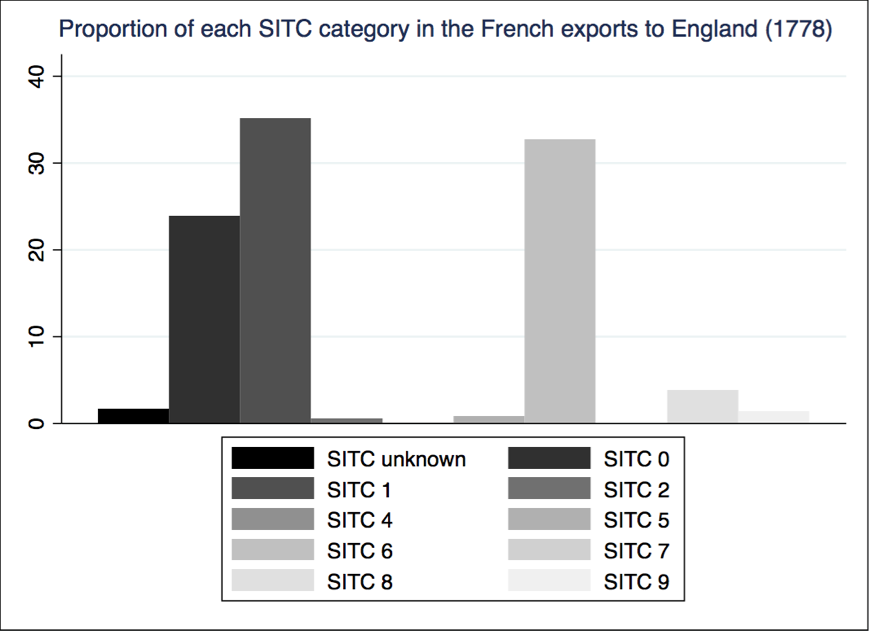 Proportion of each SITC category in the French exports to England (1778)
40
30
20
10
0
SITC unknown SITC 0
SITC 1 SITC 2
SITC 4 SITC 5
SITC 6 SITC 7
SITC 8 SITC 9